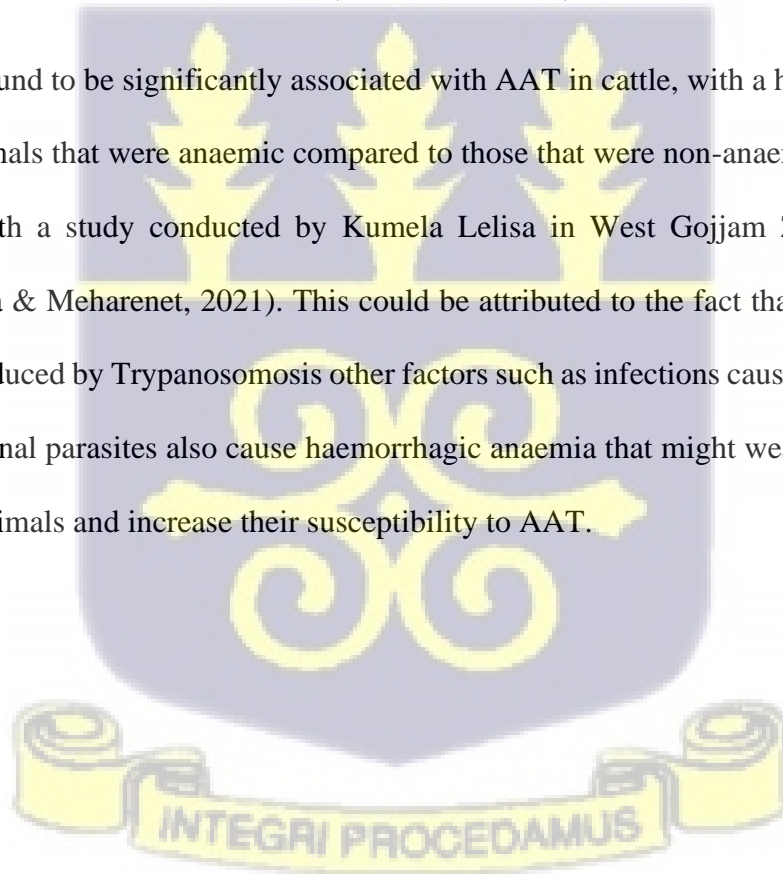 und to be significantly associated with AAT in cattle, with a h
nals that were anaemic compared to those that were non-anaer
th a study conducted by Kumela Lelisa in West Gojjam
& Meharenet, 2021). This could be attributed to the fact tha
duced by Trypanosomosis other factors such as infections caus
nal parasites also cause haemorrhagic anaemia that might wea
imals and increase their susceptibility to AAT.
INTEGRI PROCEDAMUS